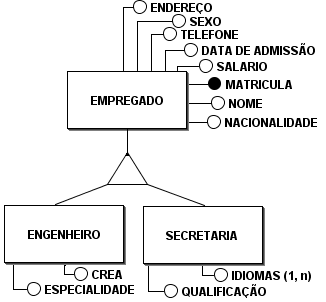 ENDEREÇO
SEXO
TELEFONE
DATA DE ADMISSÃO
SALARIO
MATRICULA
EMPREGADO
NOME
NACIONALIDADE
ENGENHEIRO
SECRETARIA
CREA
IDIOMAS (1, n)
ESPECIALIDADE
QUALIFICAÇÃO